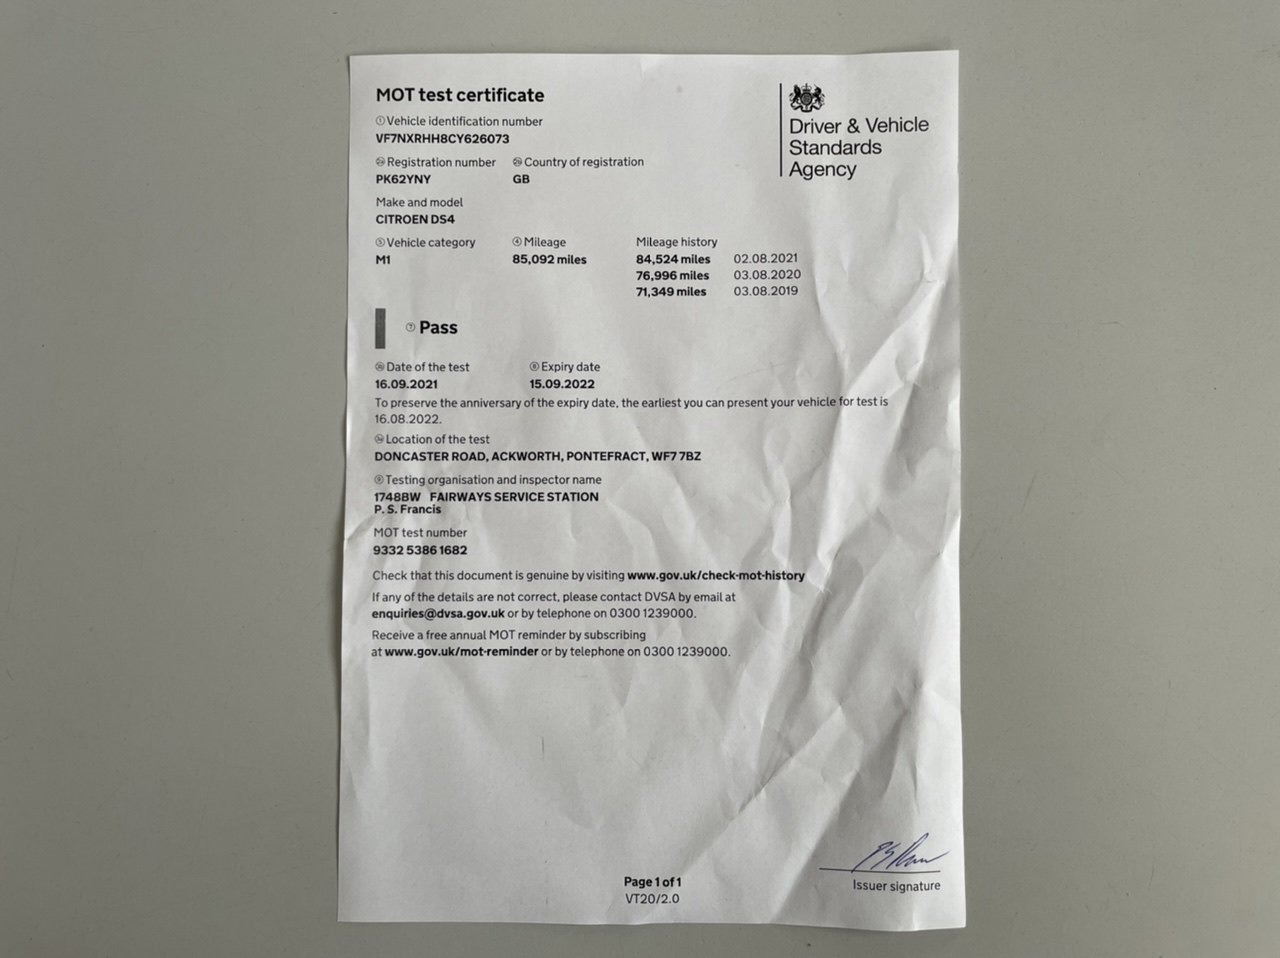 MOT test certificate
① Vehicle identification number
VF7NXRHH8CY626073
Registration number Country of registration
PK62YNY GB
Make and model
CITROEN DS4
⑤ Vehicle category ④ Mileage Mileage history
M1 85,092 miles 84,524 miles 02.08.2021
76,996 miles 03.08.2020
71,349 miles 03.08.2019
⑦ Pass
Date of the test ⑧ Expiry date
16.09.2021 15.09.2022
To preserve the anniversary of the expiry date, the earliest you can present your vehicle for test is
16.08.2022.
Location of the test
DONCASTER ROAD, ACKWORTH, PONTEFRACT, WF7 7BZ
⑨ Testing organisation and inspector name
1748BW FAIRWAYS SERVICE STATION
P. S. Francis
MOT test number
9332 5386 1682
Check that this document is genuine by visiting www.gov.uk/check-mot-history
If any of the details are not correct, please contact DVSA by email at
enquiries@dvsa.gov.uk or by telephone on 0300 1239000.
Receive a free annual MOT reminder by subscribing
at www.gov.uk/mot-reminder or by telephone on 0300 1239000.
Driver & Vehicle
Standards
Agency
Issuer signature
Page 1 of 1
VT20/2.0